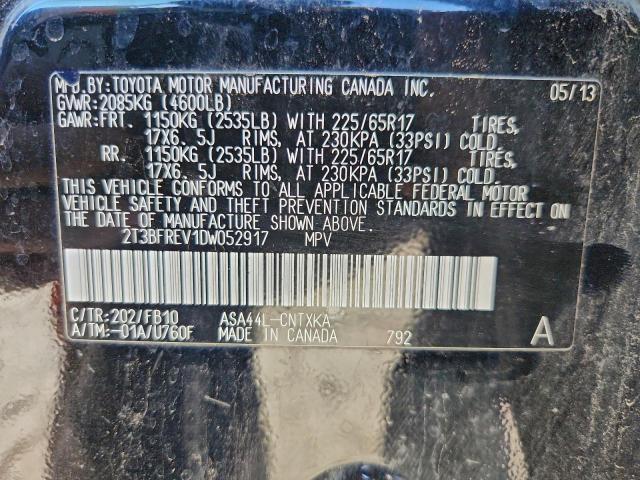 MFD.BY:TOYOTA MOTOR MANUFACTURING CANADA INC. 05/13
GVWR:2085KG (4600LB)
GAWR:FRT. 1150KG (2535LB) WITH 225/65R17 TIRES,
17X6.5J RIMS, AT 230KPA (33PSI) COLD.
RR. 1150KG (2535LB) WITH 225/65R17 TIRES,
17X6.5J RIMS, AT 230KPA (33PSI) COLD.
THIS VEHICLE CONFORMS TO ALL APPLICABLE FEDERAL MOTOR
VEHICLE SAFETY AND THEFT PREVENTION STANDARDS IN EFFECT ON
THE DATE OF MANUFACTURE SHOWN ABOVE.
2T3BFREV1DW052917 MPV
C/TR:202/FB10 ASA44L-CNTXKA
A/TM:-01A/U760F MADE IN CANADA 792 A